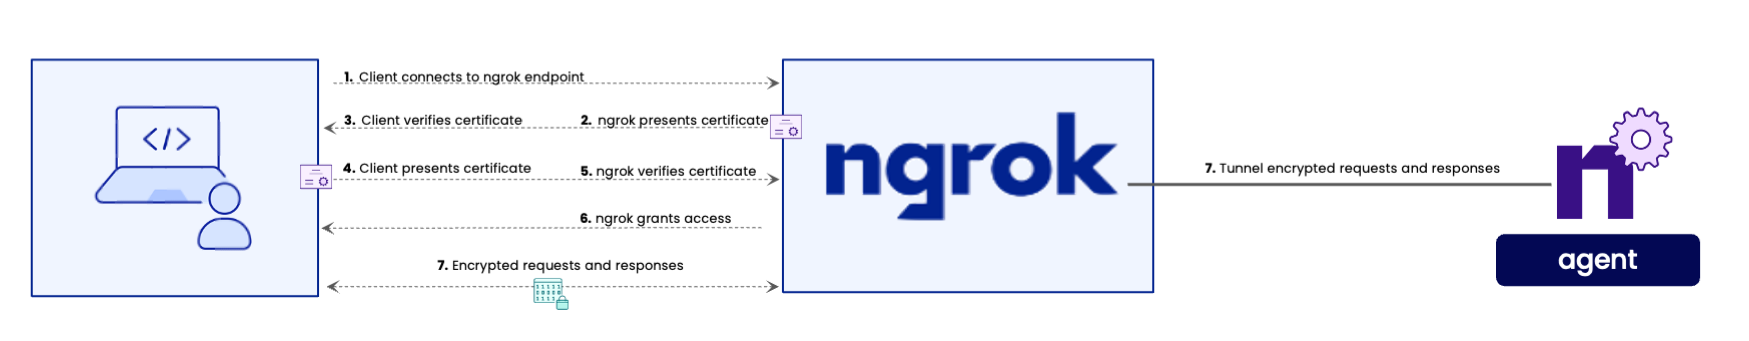 1. Client connects to ngrok endpoint
3. Client verifies certificate
2. ngrok presents certificate
4. Client presents certificate
5. ngrok verifies certificate
6. ngrok grants access
7. Encrypted requests and responses
</>
ngrok
7. Tunnel encrypted requests and responses
n
agent